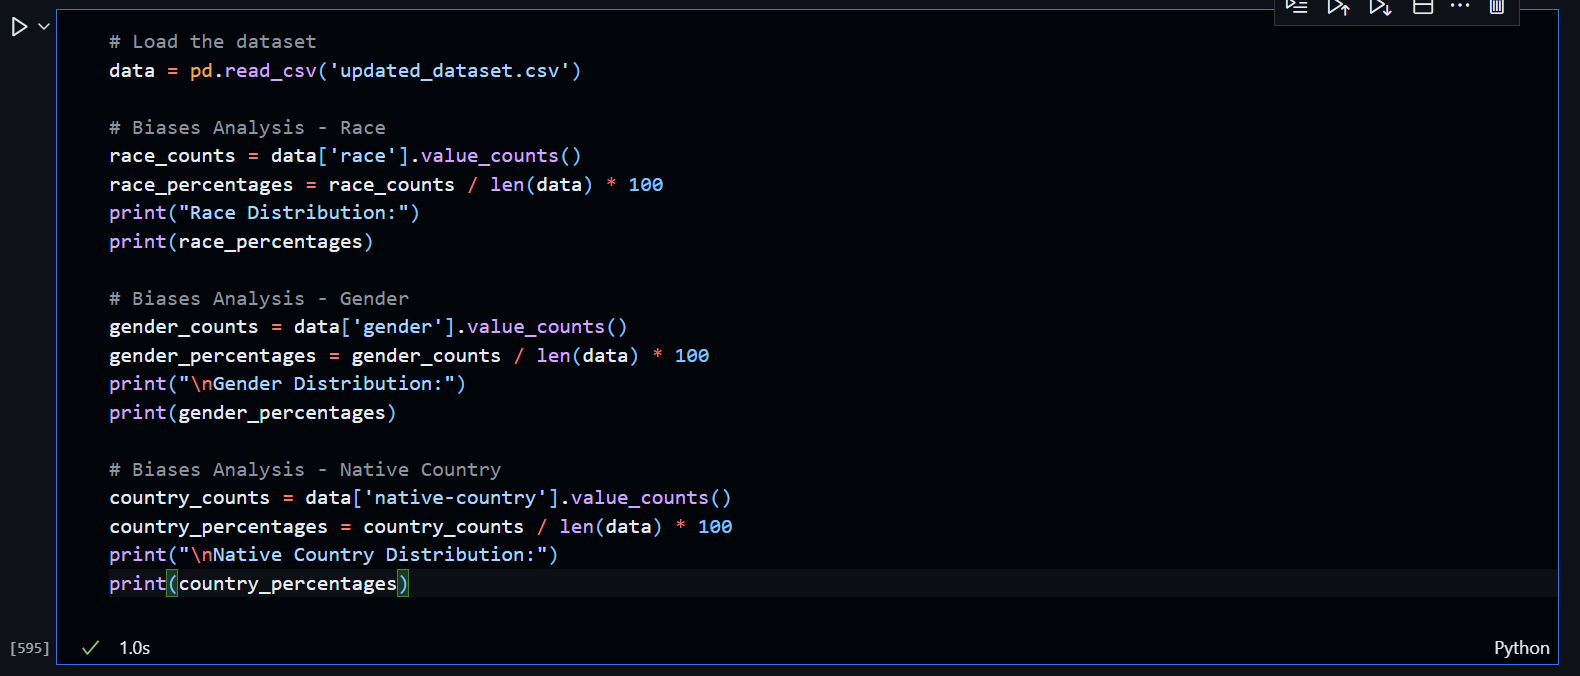 # Load the dataset
data = pd.read_csv('updated_dataset.csv')
# Biases Analysis - Race
race_counts = data['race'].value_counts()
race_percentages = race_counts / len(data) * 100
print("Race Distribution:")
print(race_percentages)
# Biases Analysis - Gender
gender_counts = data['gender'].value_counts()
gender_percentages = gender_counts / len(data) * 100
print("\nGender Distribution:")
print(gender_percentages)
# Biases Analysis - Native Country
country_counts = data['native-country'].value_counts()
country_percentages = country_counts / len(data) * 100
print("\nNative Country Distribution:")
print(country_percentages)
[595] 1.0s Python